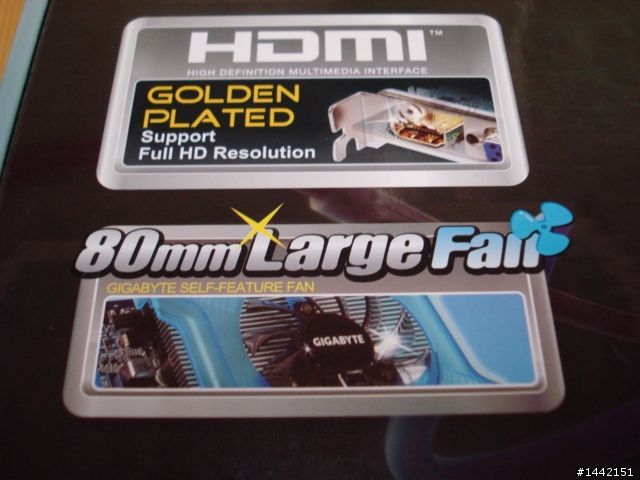 HDMI™
HIGH DEFINITION MULTIMEDIA INTERFACE
GOLDEN
PLATED
Support
Full HD Resolution
80mm Large Fan
GIGABYTE SELF-FEATURE FAN
GIGABYTE
#1442151